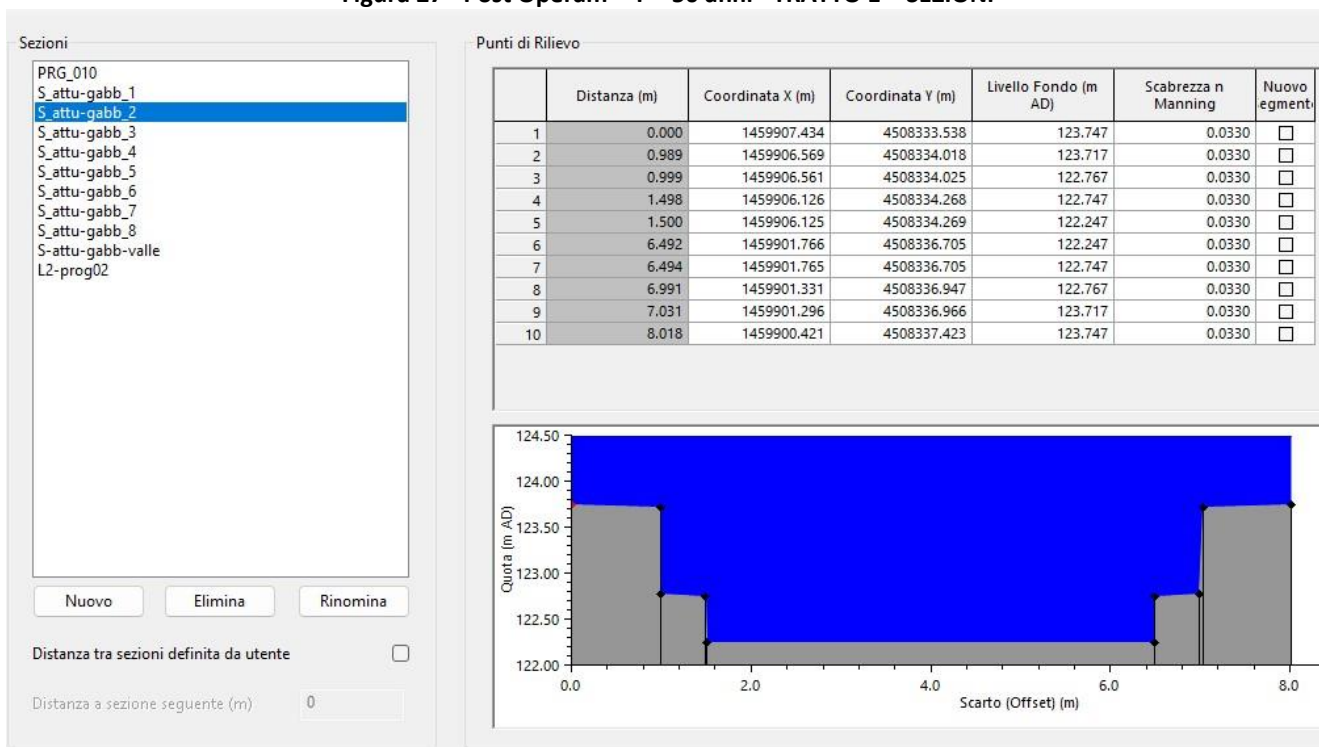 Sezioni
PRG_010
S_attu-gabb_1
S_attu-gabb_2
S_attu-gabb_3
S_attu-gabb_4
S_attu-gabb_5
S_attu-gabb_6
S_attu-gabb_7
S_attu-gabb_8
S-attu-gabb-valle
L2-prog02
Nuovo Elimina Rinomina
Distanza tra sezioni definita da utente
Distanza a sezione seguente (m) 0
Punti di Rilievo
Distanza (m) Coordinata X (m) Coordinata Y (m) Livello Fondo (m AD) Scabrezza n Manning Nuovo egment
1 0.000 1459907.434 4508333.538 123.747 0.0330
2 0.989 1459906.569 4508334.018 123.717 0.0330
3 0.999 1459906.561 4508334.025 122.767 0.0330
4 1.498 1459906.126 4508334.268 122.747 0.0330
5 1.500 1459906.125 4508334.269 122.247 0.0330
6 6.492 1459901.766 4508336.705 122.247 0.0330
7 6.494 1459901.765 4508336.705 122.747 0.0330
8 6.991 1459901.331 4508336.947 122.767 0.0330
9 7.031 1459901.296 4508336.966 123.717 0.0330
10 8.018 1459900.421 4508337.423 123.747 0.0330
Quota (m AD)
124.50
124.00
123.50
123.00
122.50
122.00
0.0 2.0 4.0 6.0 8.0
Scarto (Offset) (m)